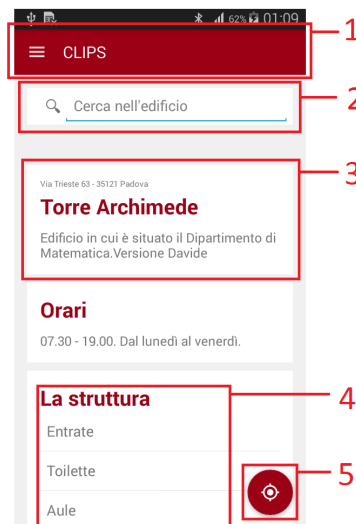 62% 01:09
1
CLIPS
2
Cerca nell'edificio
3
Via Trieste 63 - 35121 Padova
Torre Archimede
Edificio in cui è situato il Dipartimento di
Matematica.Versione Davide
Orari
07.30 - 19.00. Dal lunedì al venerdì.
4
La struttura
Entrate
Toilette
5
Aule